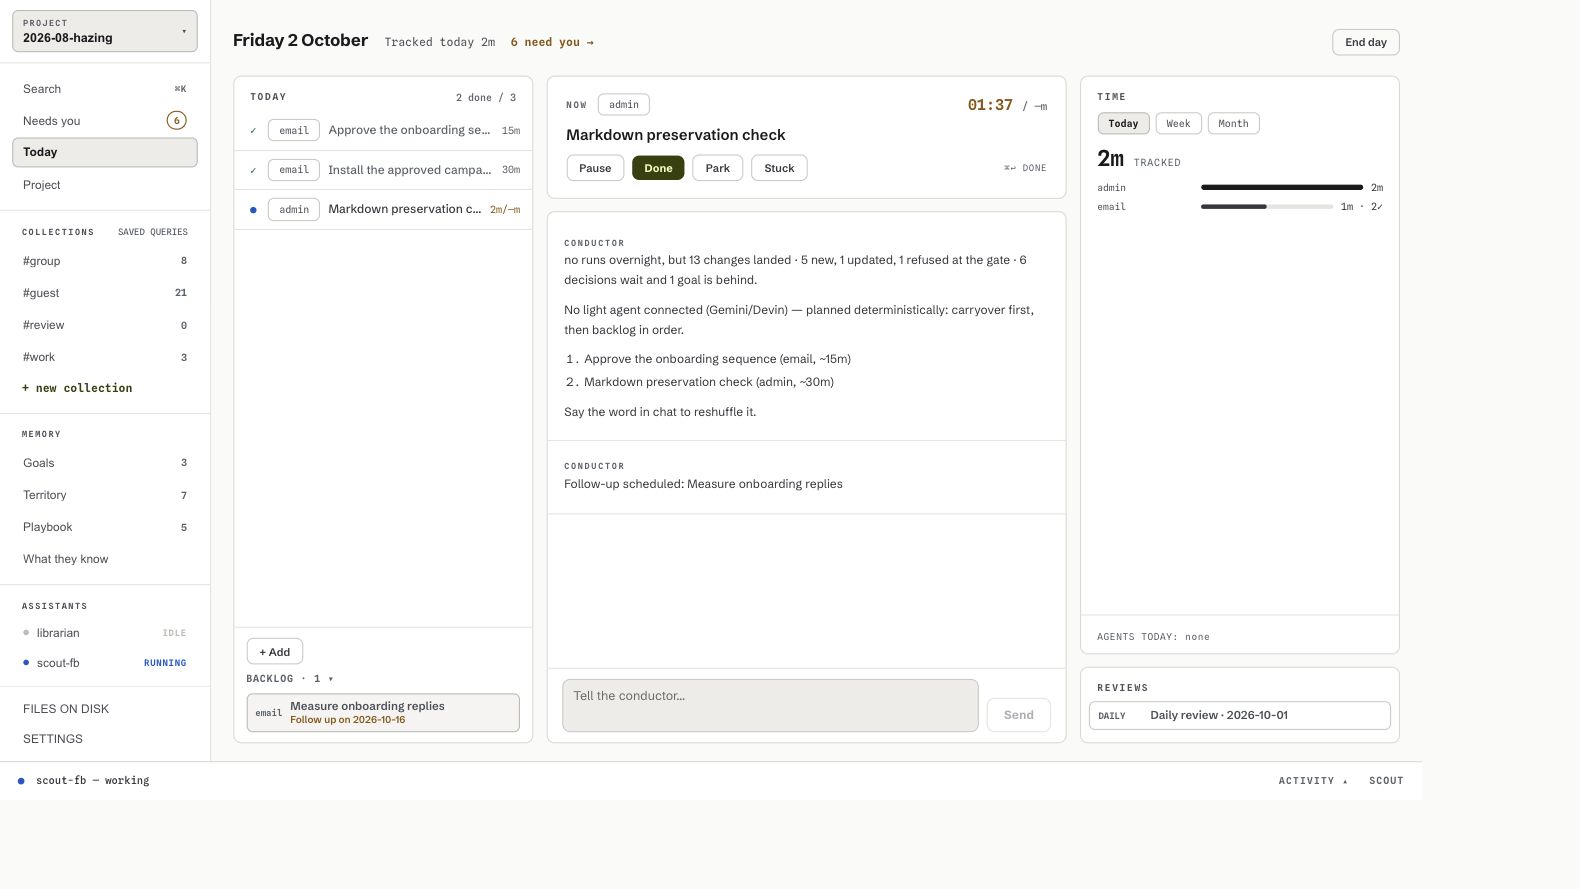 PROJECT
2026-08-hazing
Search ⌘K
Needs you 6
Today
Project
COLLECTIONS SAVED QUERIES
#group 8
#guest 21
#review 0
#work 3
+ new collection
MEMORY
Goals 3
Territory 7
Playbook 5
What they know
ASSISTANTS
librarian IDLE
scout-fb RUNNING
FILES ON DISK
SETTINGS
Friday 2 October Tracked today 2m 6 need you →
End day
TODAY 2 done / 3
✓ email Approve the onboarding se… 15m
✓ email Install the approved campa… 30m
admin Markdown preservation c… 2m/—m
+ Add
BACKLOG · 1 ▾
email Measure onboarding replies
Follow up on 2026-10-16
NOW admin 01:37 / —m
Markdown preservation check
Pause Done Park Stuck ⌘↩ DONE
CONDUCTOR
no runs overnight, but 13 changes landed · 5 new, 1 updated, 1 refused at the gate · 6
decisions wait and 1 goal is behind.
No light agent connected (Gemini/Devin) — planned deterministically: carryover first,
then backlog in order.
1. Approve the onboarding sequence (email, ~15m)
2. Markdown preservation check (admin, ~30m)
Say the word in chat to reshuffle it.
CONDUCTOR
Follow-up scheduled: Measure onboarding replies
Tell the conductor…
Send
TIME
Today Week Month
2m TRACKED
admin 2m
email 1m · 2✓
AGENTS TODAY: none
REVIEWS
DAILY Daily review · 2026-10-01
scout-fb — working
ACTIVITY ▴ SCOUT